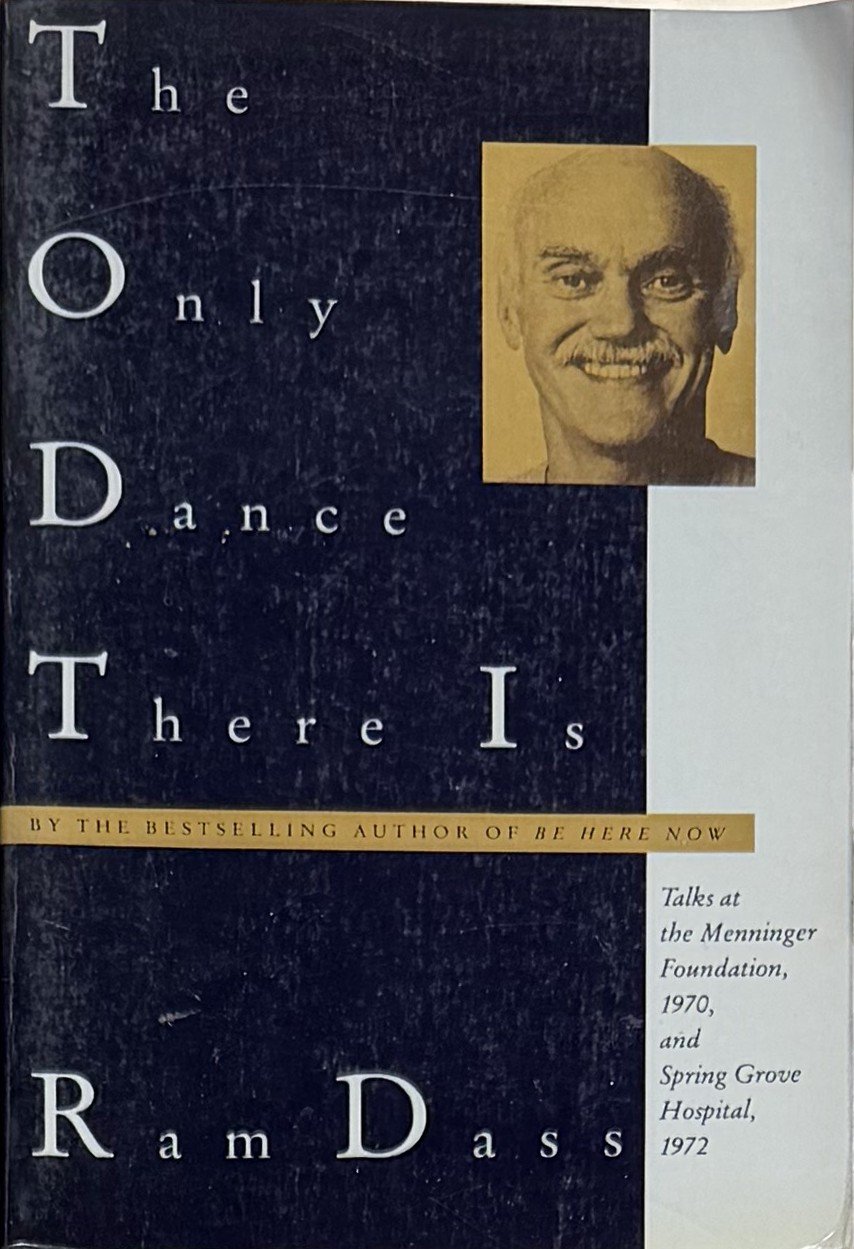 The
Only
Dance
There Is
BY THE BESTSELLING AUTHOR OF BE HERE NOW
Talks at
the Menninger
Foundation,
1970,
and
Spring Grove
Hospital,
1972
Ram Dass